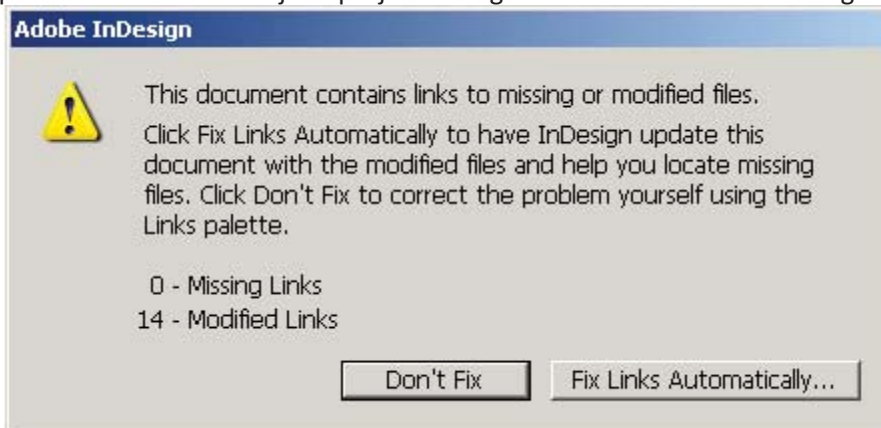 Adobe InDesign
This document contains links to missing or modified files.
Click Fix Links Automatically to have InDesign update this
document with the modified files and help you locate missing
files. Click Don't Fix to correct the problem yourself using the
Links palette.
0 - Missing Links
14 - Modified Links
Don't Fix
Fix Links Automatically...